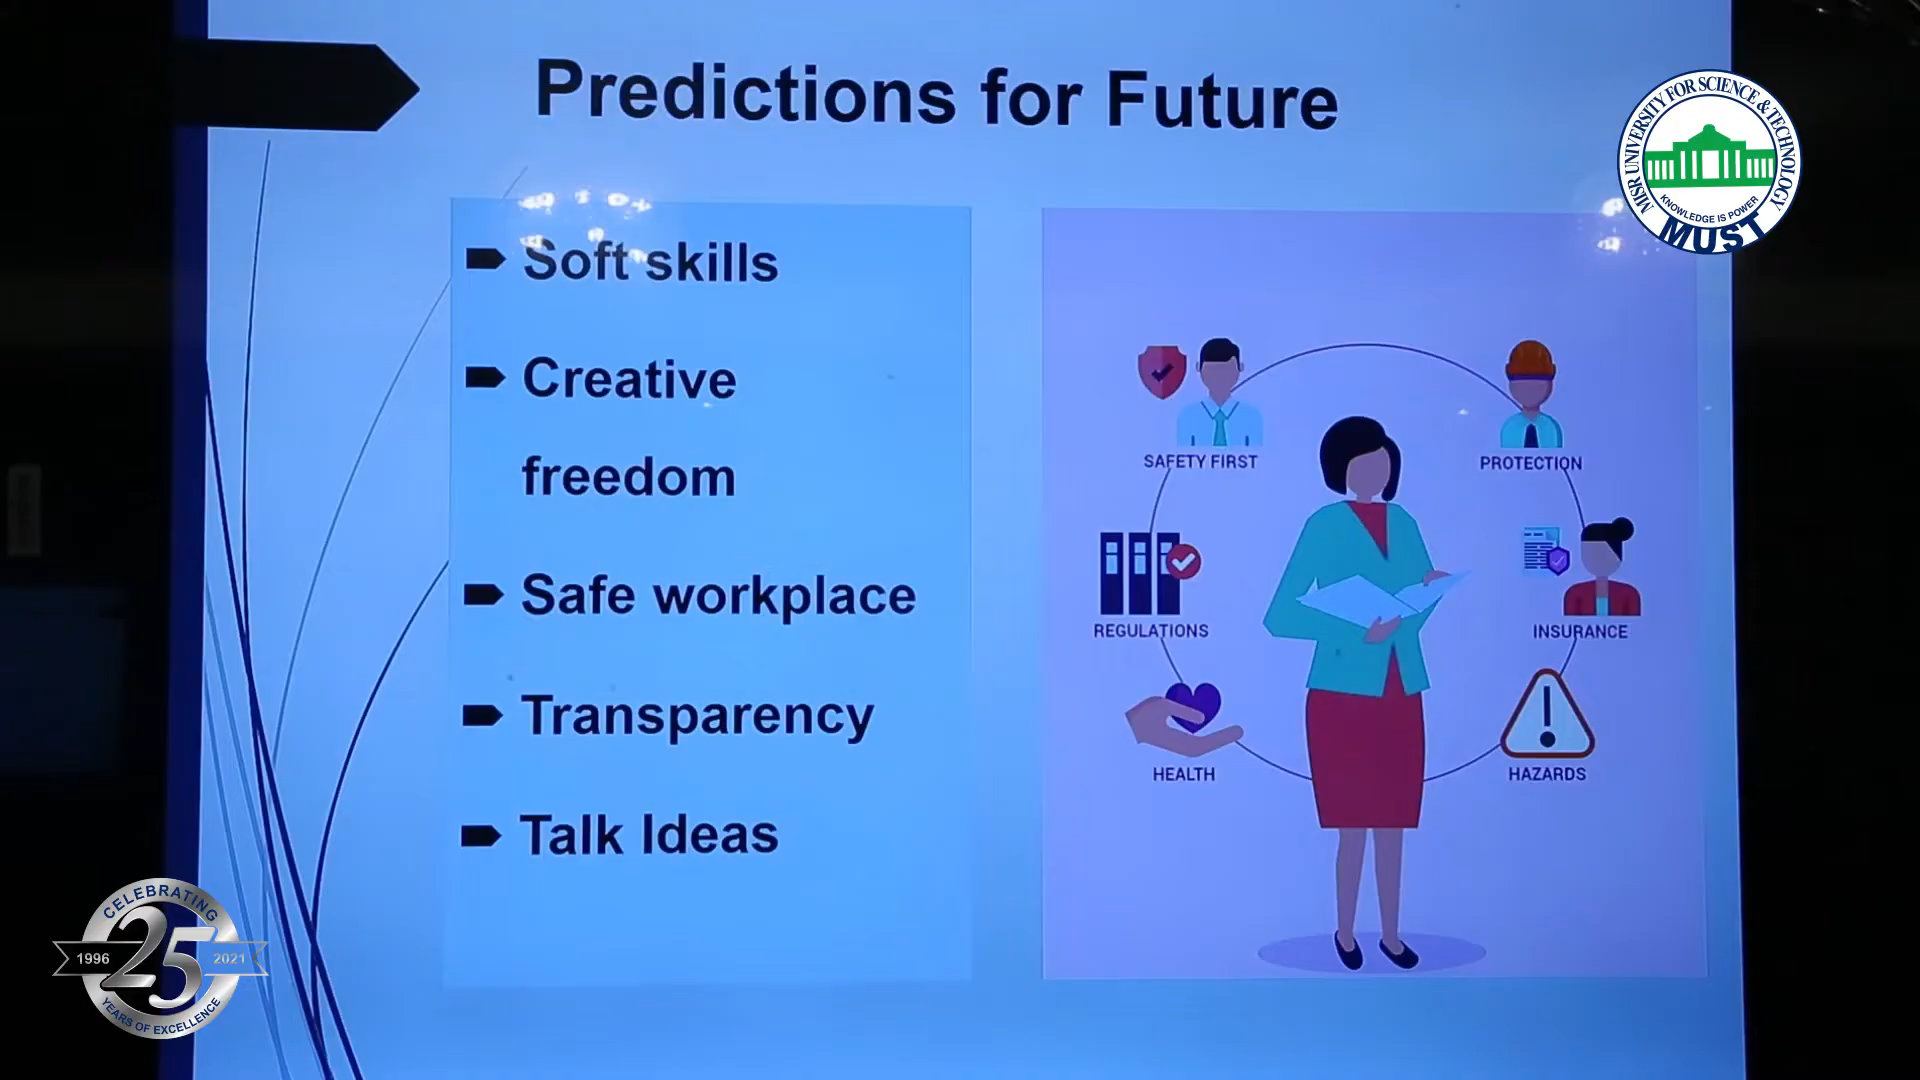 Predictions for Future
MISR UNIVERSITY FOR SCIENCE & TECHNOLOGY
KNOWLEDGE IS POWER
MUST
Soft skills
Creative
freedom
Safe workplace
Transparency
Talk Ideas
SAFETY FIRST
PROTECTION
REGULATIONS
INSURANCE
HEALTH
HAZARDS
CELEBRATING
25
1996
2021
YEARS OF EXCELLENCE